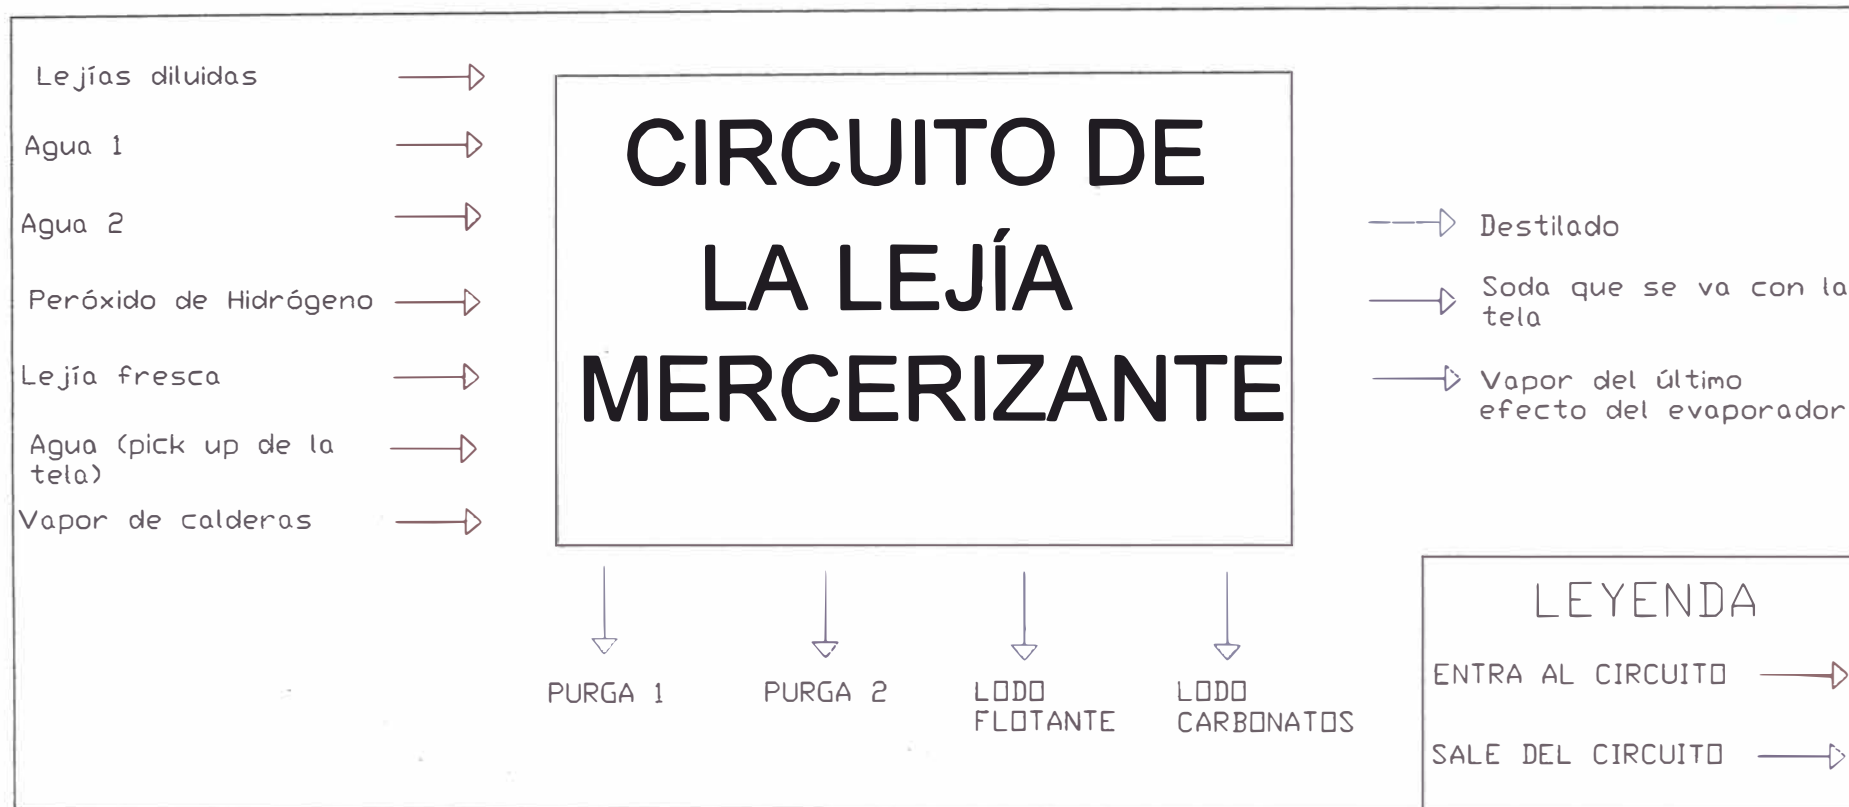 Lejías diluidas
Agua 1
Agua 2
Peróxido de Hidrógeno
Lejía fresca
Agua (pick up de la
tela)
Vapor de calderas
CIRCUITO DE
LA LEJÍA
MERCERIZANTE
Destilado
Soda que se va con la
tela
Vapor del último
efecto del evaporador
PURGA 1
PURGA 2
LODO
FLOTANTE
LODO
CARBONATOS
LEYENDA
ENTRA AL CIRCUITO
SALE DEL CIRCUITO